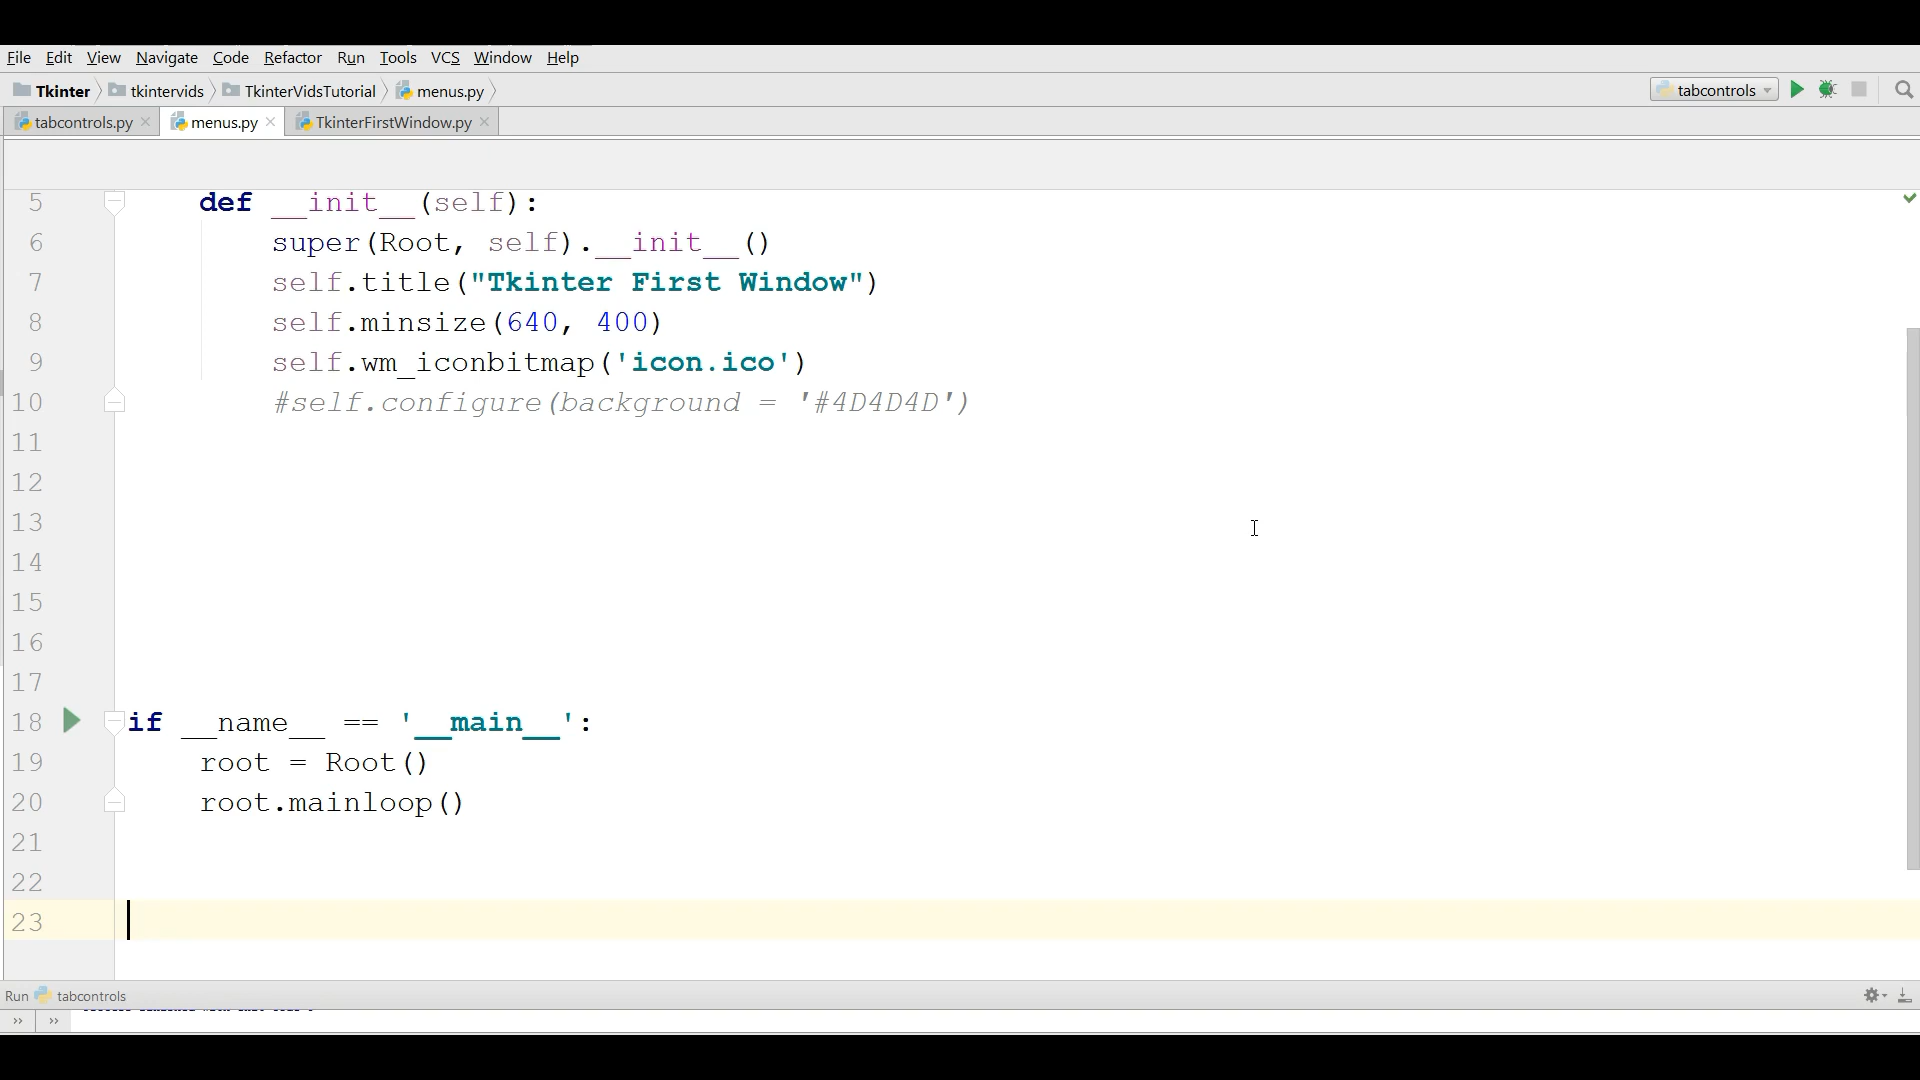 File Edit View Navigate Code Refactor Run Tools VCS Window Help
Tkinter tkintervids TkinterVidsTutorial menus.py tabcontrols
tabcontrols.py menus.py TkinterFirstWindow.py
5 def __init__(self):
6 super(Root, self).__init__()
7 self.title("Tkinter First Window")
8 self.minsize(640, 400)
9 self.wm_iconbitmap('icon.ico')
10 #self.configure(background = '#4D4D4D')
11
12
13
14
15
16
17
18 if __name__ == '__main__':
19 root = Root()
20 root.mainloop()
21
22
23
Run tabcontrols